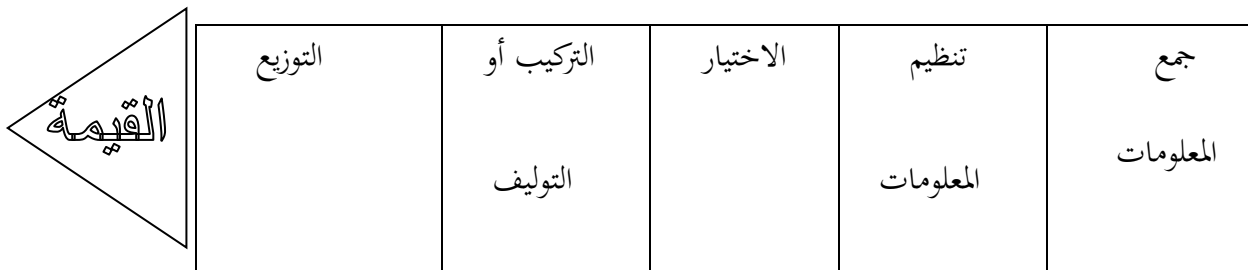 جمع
المعلومات
تنظيم
المعلومات
الاختيار
التركيب أو
التوليف
التوزيع
القيمة